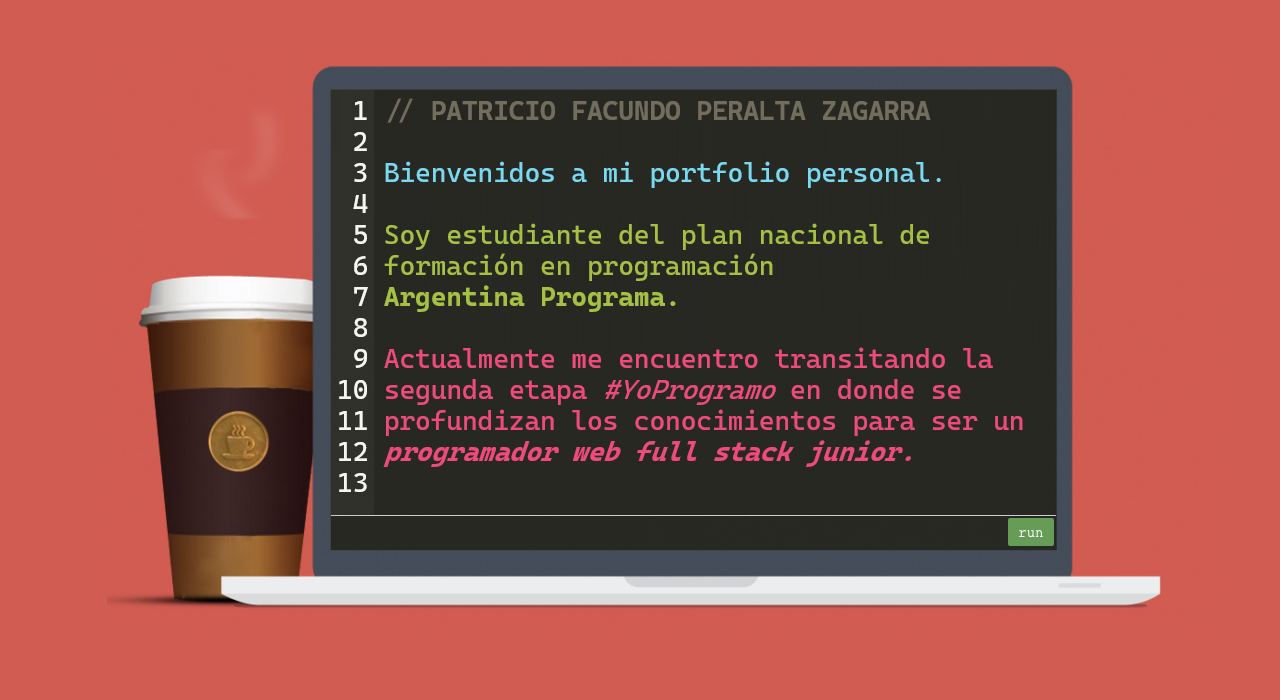 1 // PATRICIO FACUNDO PERALTA ZAGARRA
2
3 Bienvenidos a mi portfolio personal.
4
5 Soy estudiante del plan nacional de
6 formación en programación
7 Argentina Programa.
8
9 Actualmente me encuentro transitando la
10 segunda etapa #YoProgramo en donde se
11 profundizan los conocimientos para ser un
12 programador web full stack junior.
13
run